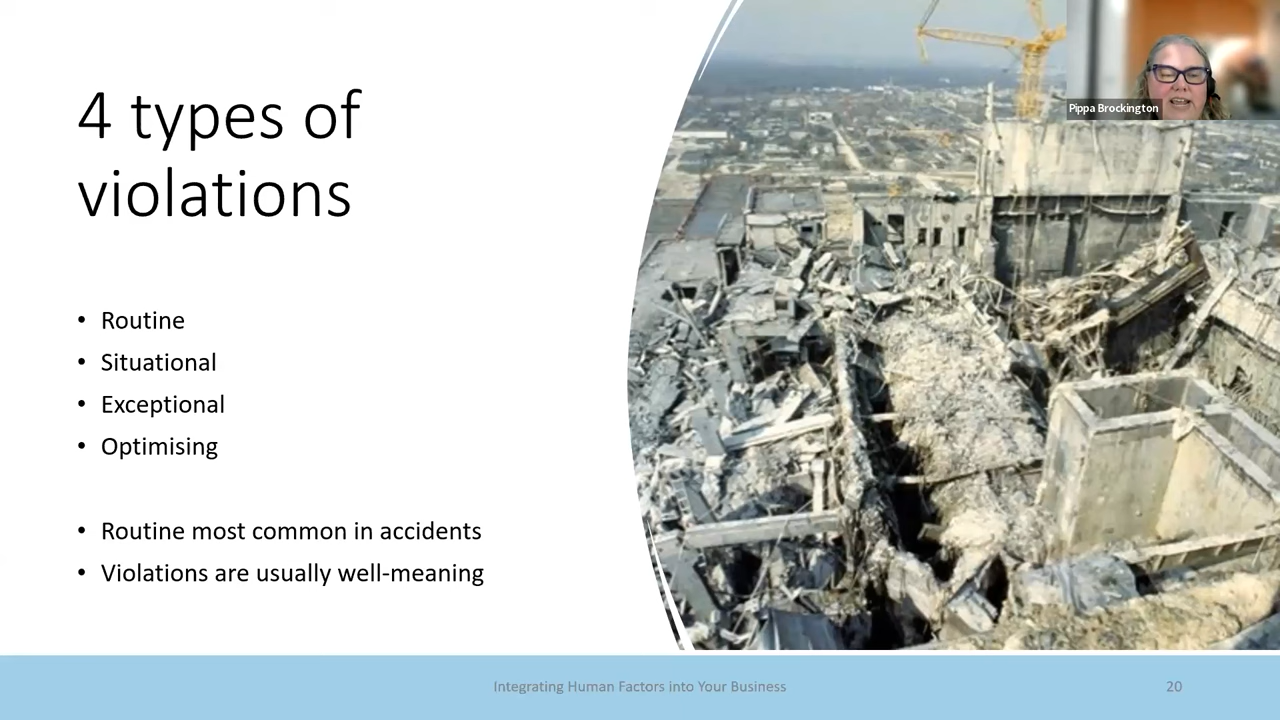 4 types of
violations
Routine
Situational
Exceptional
Optimising
Routine most common in accidents
Violations are usually well-meaning
Pippa Brockington
Integrating Human Factors into Your Business
20